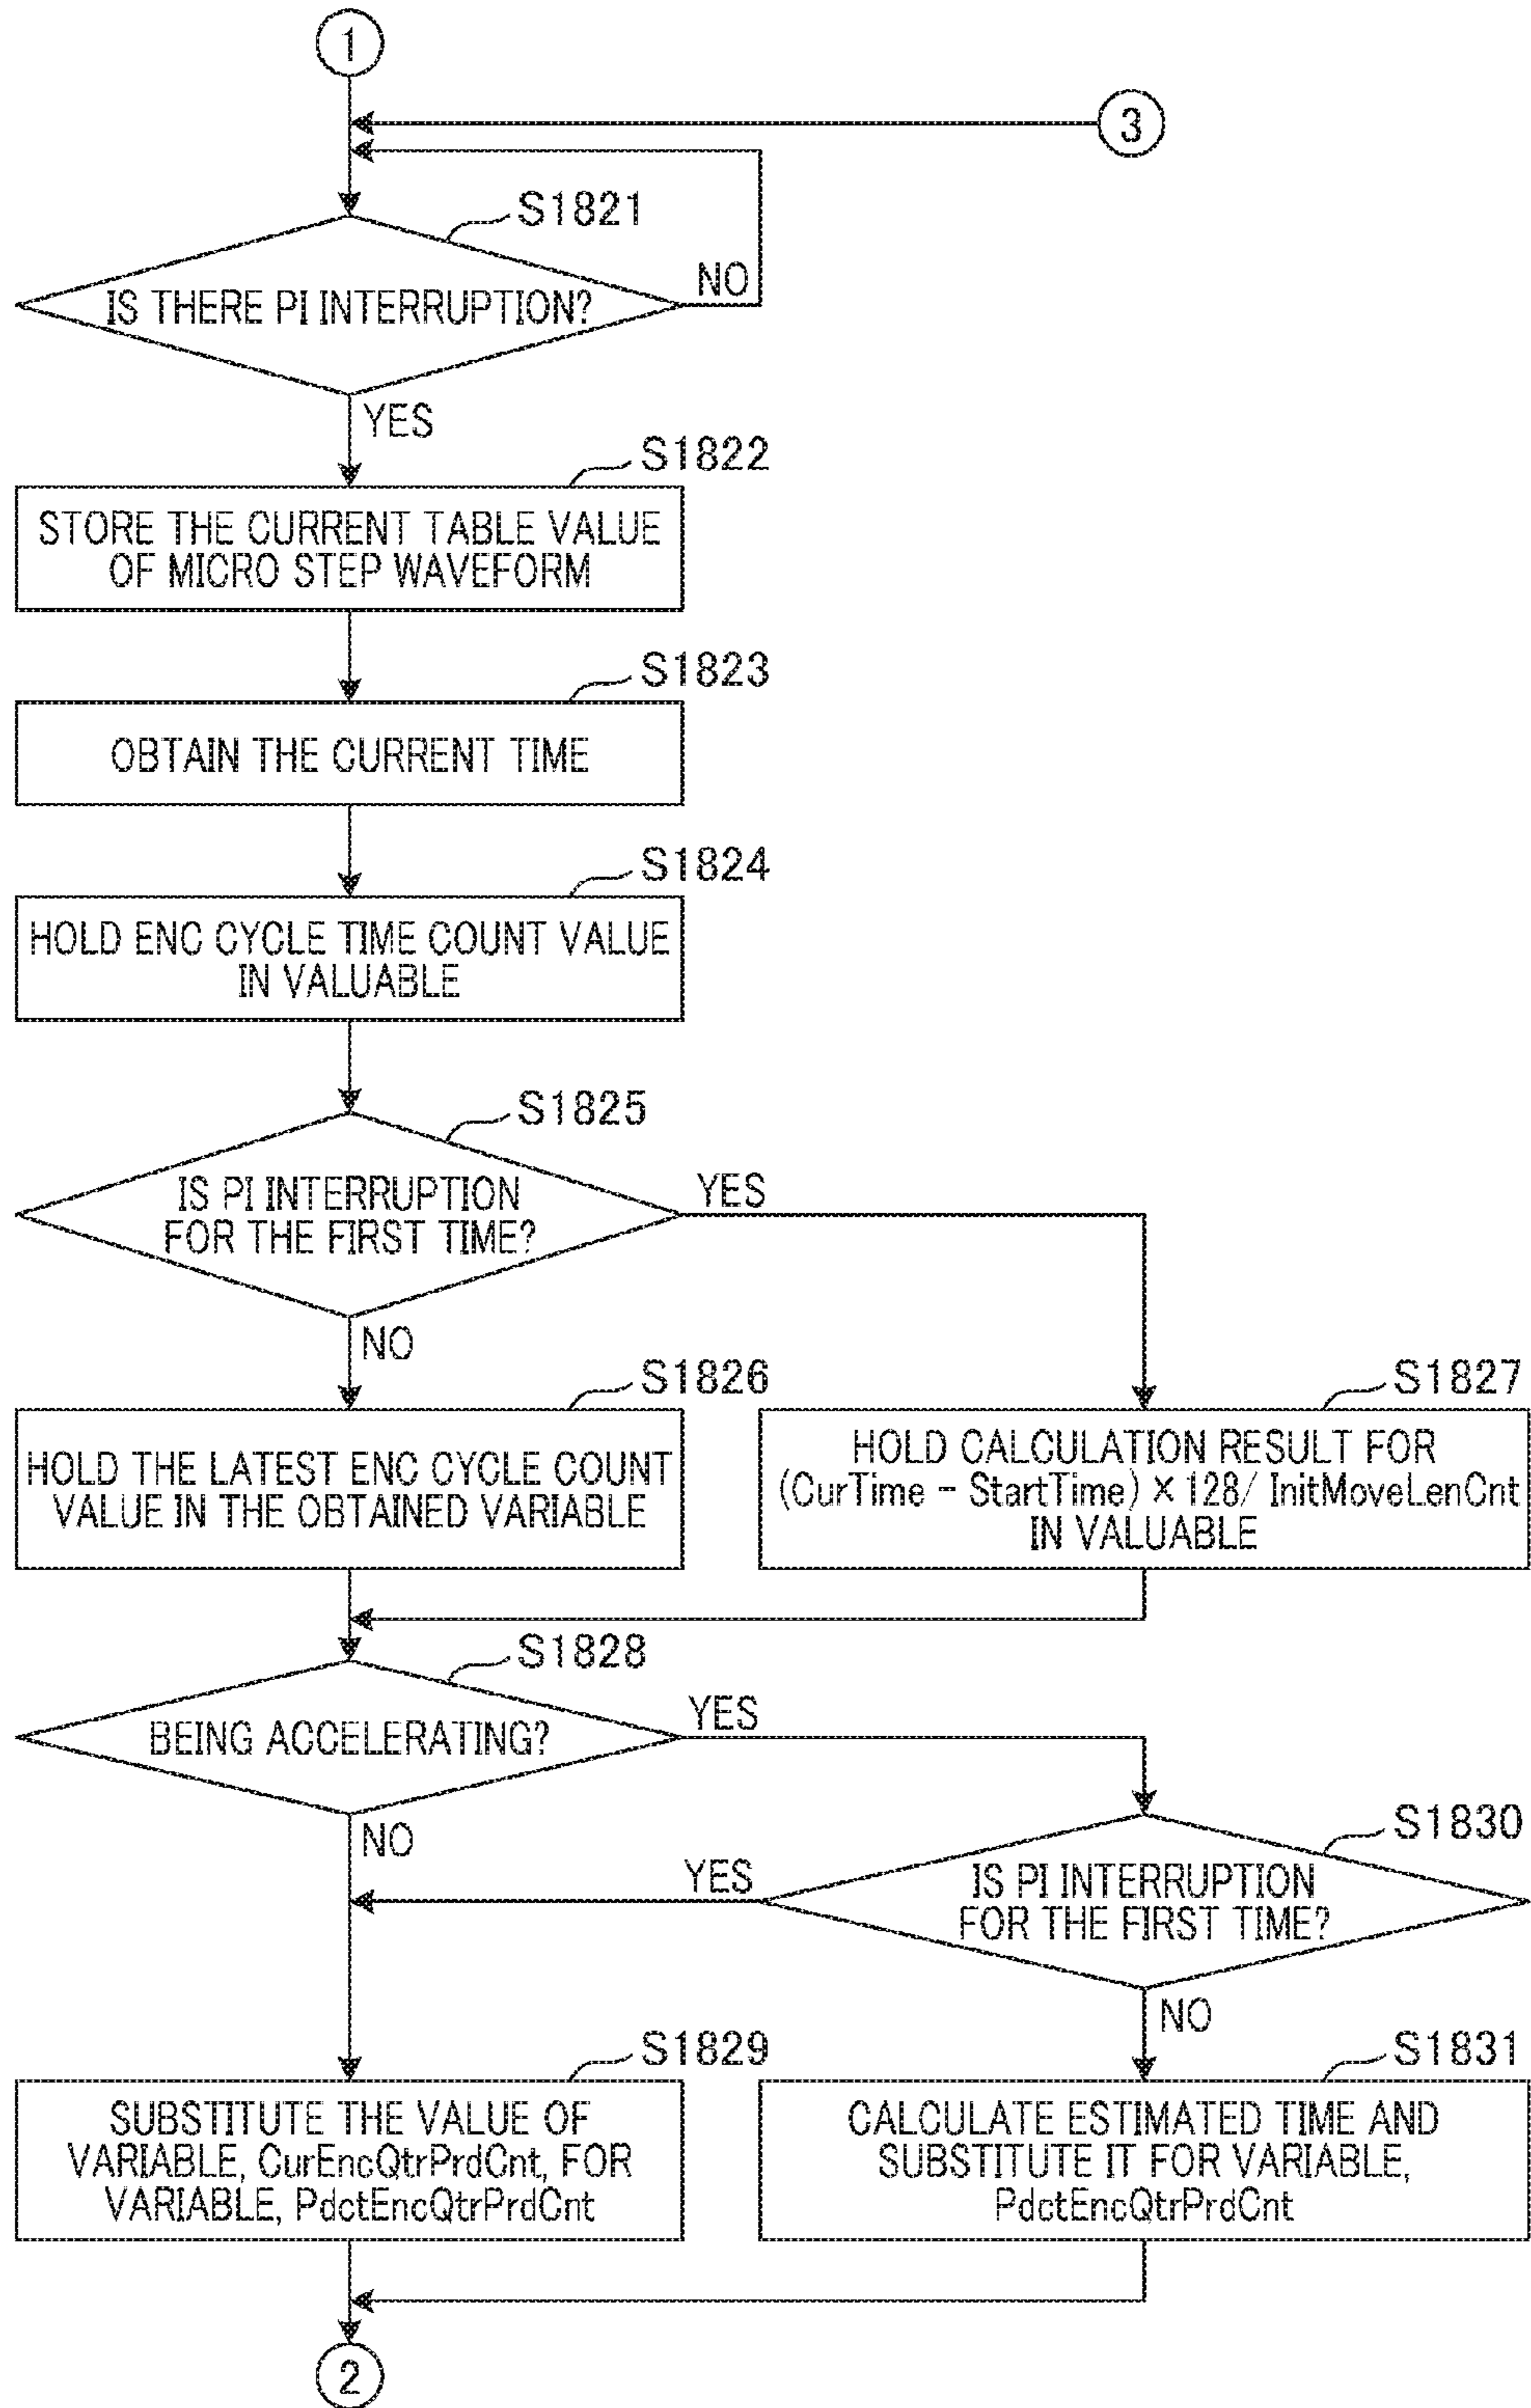 1
3
S1821
IS THERE PI INTERRUPTION?
NO
YES
S1822
STORE THE CURRENT TABLE VALUE
OF MICRO STEP WAVEFORM
S1823
OBTAIN THE CURRENT TIME
S1824
HOLD ENC CYCLE TIME COUNT VALUE
IN VALUABLE
S1825
IS PI INTERRUPTION
FOR THE FIRST TIME?
YES
NO
S1826
HOLD THE LATEST ENC CYCLE COUNT
VALUE IN THE OBTAINED VARIABLE
S1827
HOLD CALCULATION RESULT FOR
(CurTime - StartTime) × 128/ InitMoveLenCnt
IN VALUABLE
S1828
BEING ACCELERATING?
YES
NO
S1830
IS PI INTERRUPTION
FOR THE FIRST TIME?
YES
NO
S1829
SUBSTITUTE THE VALUE OF
VARIABLE, CurEncQtrPrdCnt, FOR
VARIABLE, PdctEncQtrPrdCnt
S1831
CALCULATE ESTIMATED TIME AND
SUBSTITUTE IT FOR VARIABLE,
PdctEncQtrPrdCnt
2